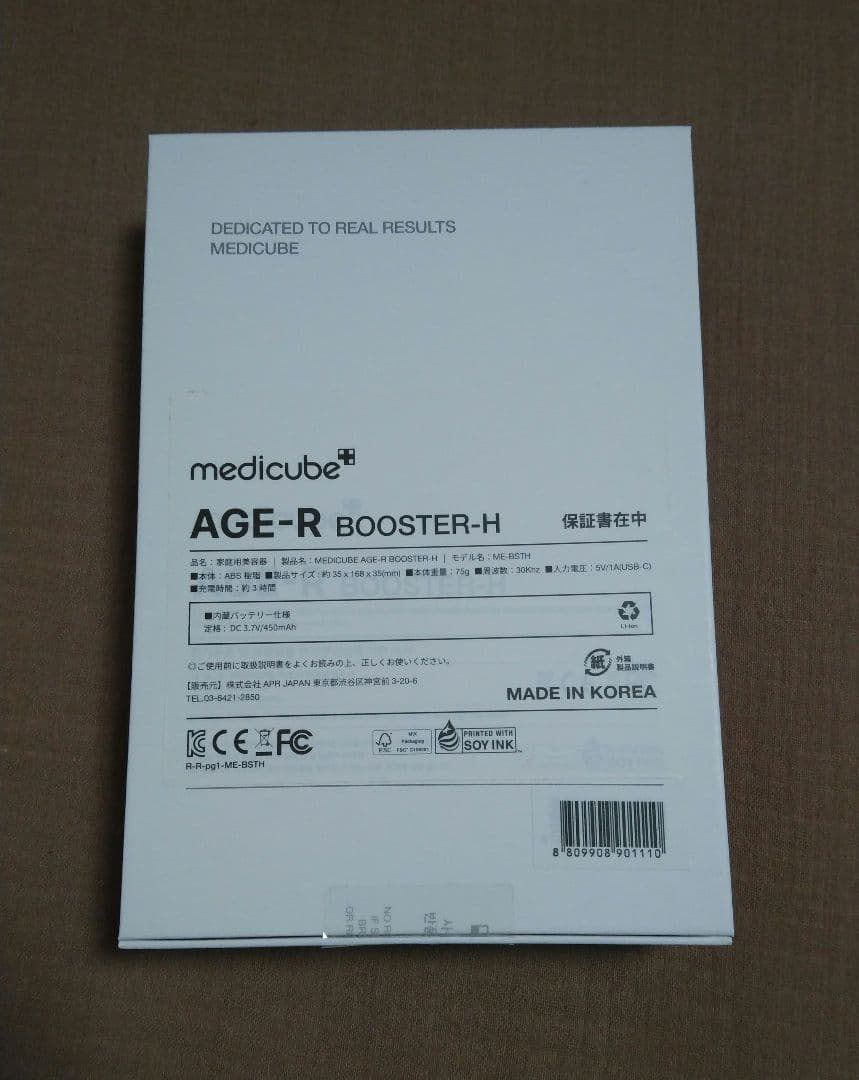 DEDICATED TO REAL RESULTS
MEDICUBE
medicube
AGE-R BOOSTER-H 保証書在中
品名：家庭用美容器 | 製品名：MEDICUBE AGE-R BOOSTER-H | モデル名：ME-BSTH
■本体：ABS 樹脂 ■製品サイズ：約 35 x 168 x 35(mm) ■本体重量：75g ■周波数：30Khz ■入力電圧：5V/1A(USB-C)
■充電時間：約 3 時間
■内蔵バッテリー仕様
定格：DC 3.7V/450mAh
Li-ion
◎ご使用前に取扱説明書をよくお読みの上、正しくお使いください。
紙 外箱
製品説明書
【販売元】株式会社 APR JAPAN 東京都渋谷区神宮前 3-20-6
TEL.03-6421-2850
MADE IN KOREA
CE FC
FSC MIX
Packaging
PRINTED WITH
SOY INK
R-R-pg1-ME-BSTH
8 809908 901110